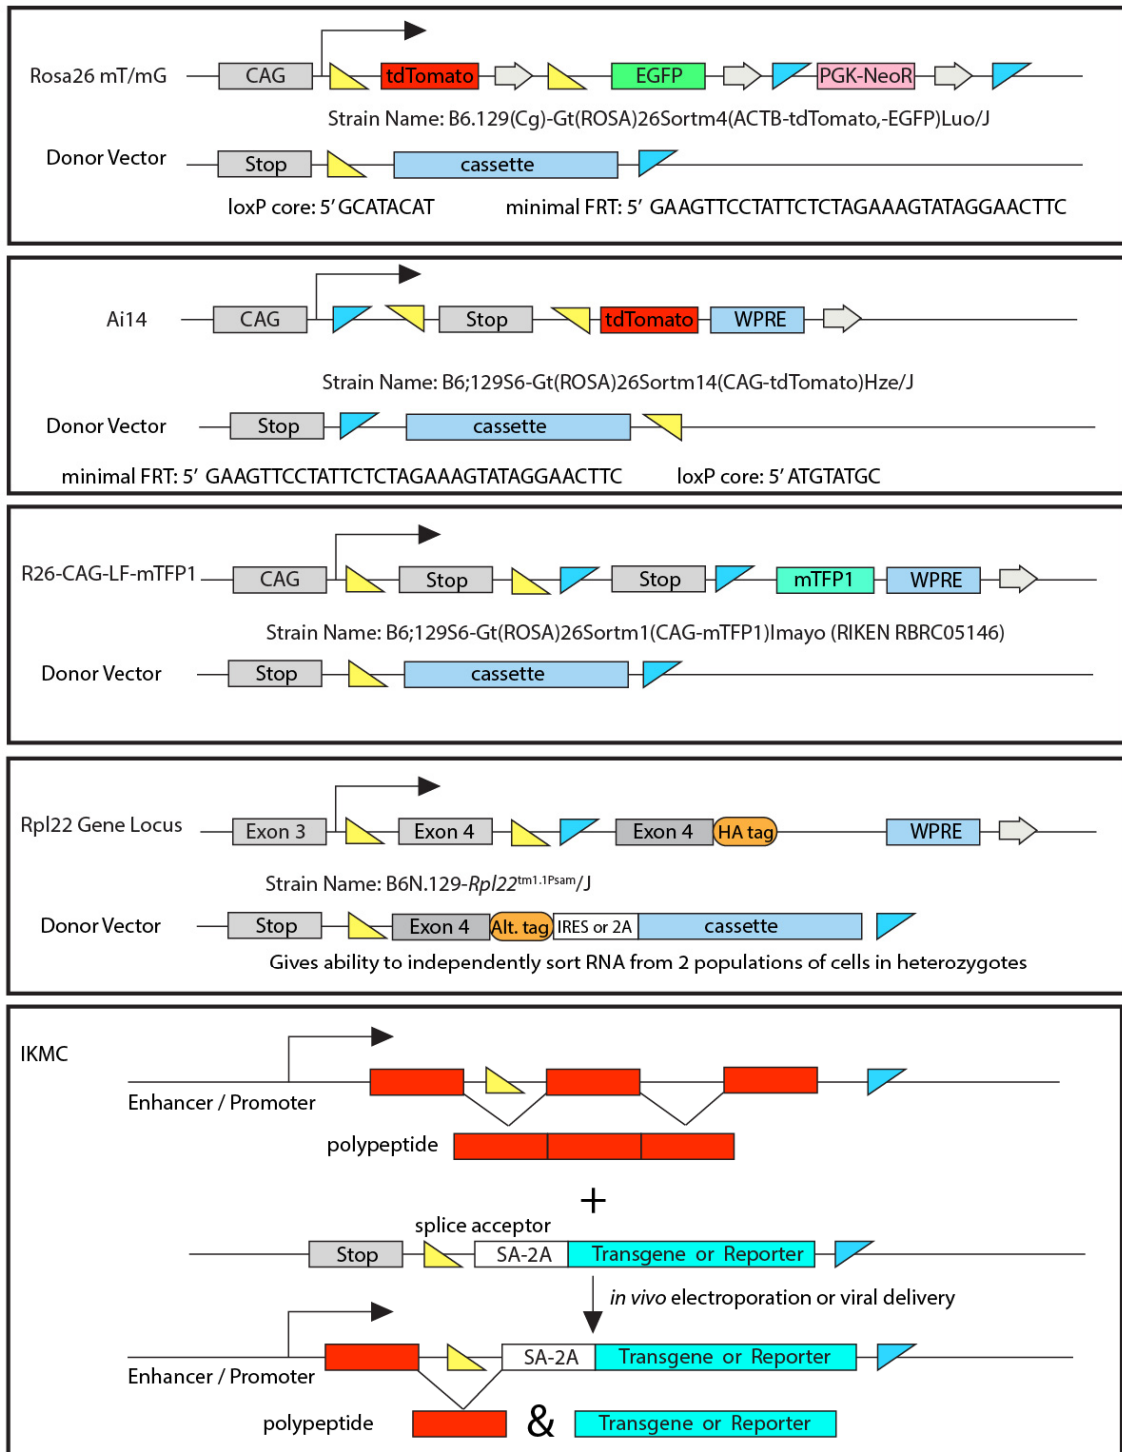 Rosa26 mT/mG CAG tdTomato EGFP PGK-NeoR
Strain Name: B6.129(Cg)-Gt(ROSA)26Sortm4(ACTB-tdTomato,-EGFP)Luo/J
Donor Vector Stop cassette
loxP core: 5' GCATACAT minimal FRT: 5' GAAGTTCCTATTCTCTAGAAAGTATAGGAACTTC
Ai14 CAG Stop tdTomato WPRE
Strain Name: B6;129S6-Gt(ROSA)26Sortm14(CAG-tdTomato)Hze/J
Donor Vector Stop cassette
minimal FRT: 5' GAAGTTCCTATTCTCTAGAAAGTATAGGAACTTC loxP core: 5' ATGTATGC
R26-CAG-LF-mTFP1 CAG Stop Stop mTFP1 WPRE
Strain Name: B6;129S6-Gt(ROSA)26Sortm1(CAG-mTFP1)Imayo (RIKEN RBRC05146)
Donor Vector Stop cassette
Rpl22 Gene Locus Exon 3 Exon 4 Exon 4 HA tag WPRE
Strain Name: B6N.129-Rpl22tm1.1Psam/J
Donor Vector Stop Exon 4 Alt. tag IRES or 2A cassette
Gives ability to independently sort RNA from 2 populations of cells in heterozygotes
IKMC
Enhancer / Promoter
polypeptide
+
splice acceptor
Stop SA-2A Transgene or Reporter
in vivo electroporation or viral delivery
SA-2A Transgene or Reporter
Enhancer / Promoter
polypeptide & Transgene or Reporter